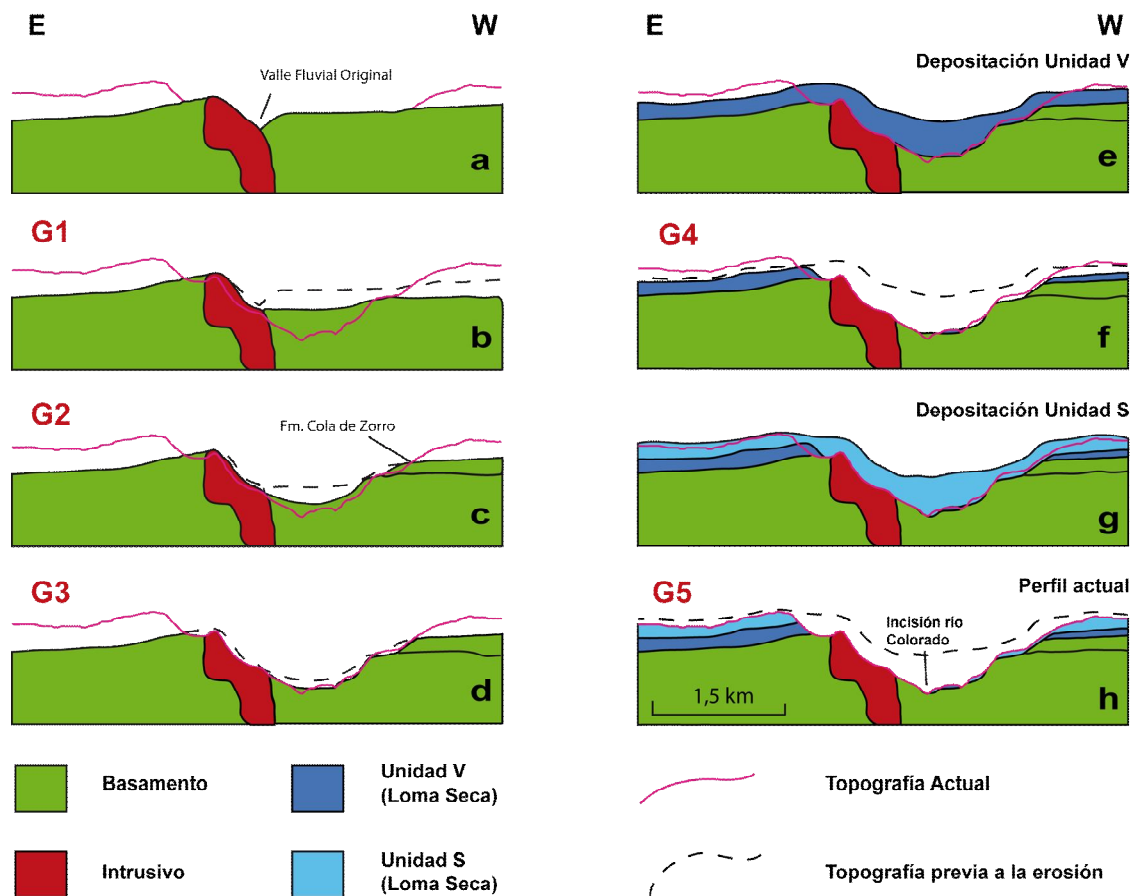 E
W
Valle Fluvial Original
a
G1
b
G2
Fm. Cola de Zorro
c
G3
d
E
W
Depositación Unidad V
e
G4
f
Depositación Unidad S
g
G5
Perfil actual
Incisión río
Colorado
1,5 km
h
Basamento
Intrusivo
Unidad V
(Loma Seca)
Unidad S
(Loma Seca)
Topografía Actual
Topografía previa a la erosión